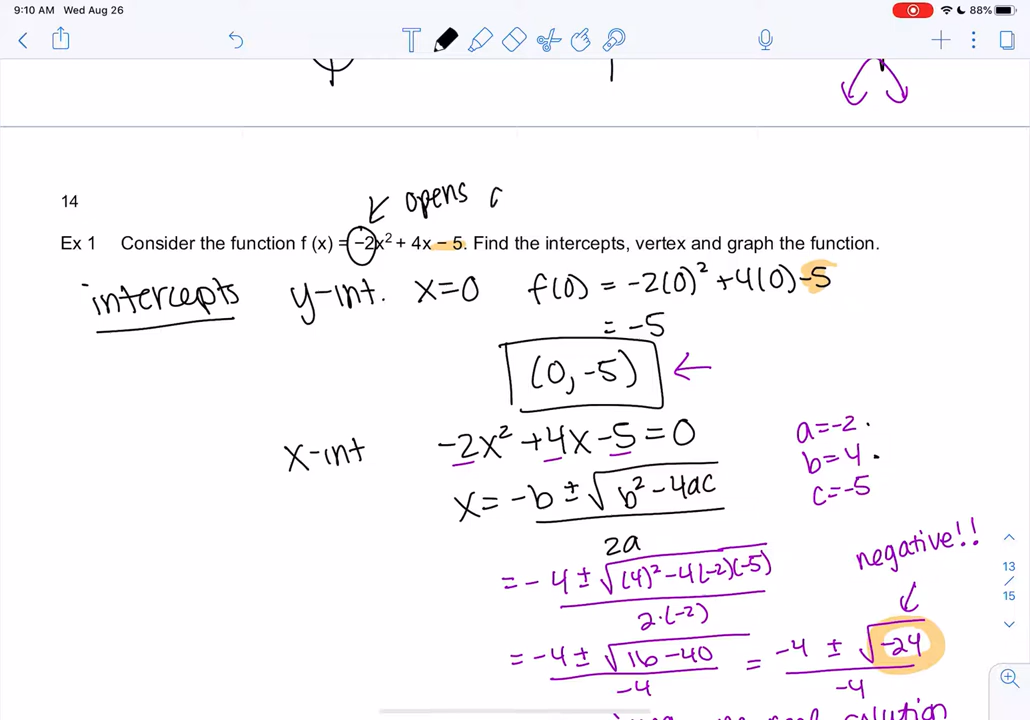 9:10 AM Wed Aug 26
88%
T
14
opens
Ex 1 Consider the function f (x) = −2x² + 4x − 5. Find the intercepts, vertex and graph the function.
intercepts y-int. x=0 f(0) = -2(0)² +4(0)-5
= -5
(0, -5)
x-int -2x² +4x -5 = 0
a=-2
b=4
c=-5
x = -b ± √b² -4ac
2a
negative!!
= -4 ± √(4)² -4(-2)(-5)
2·(-2)
= -4 ± √16 -40 = -4 ± √-24
-4 -4
solution
13
/
15